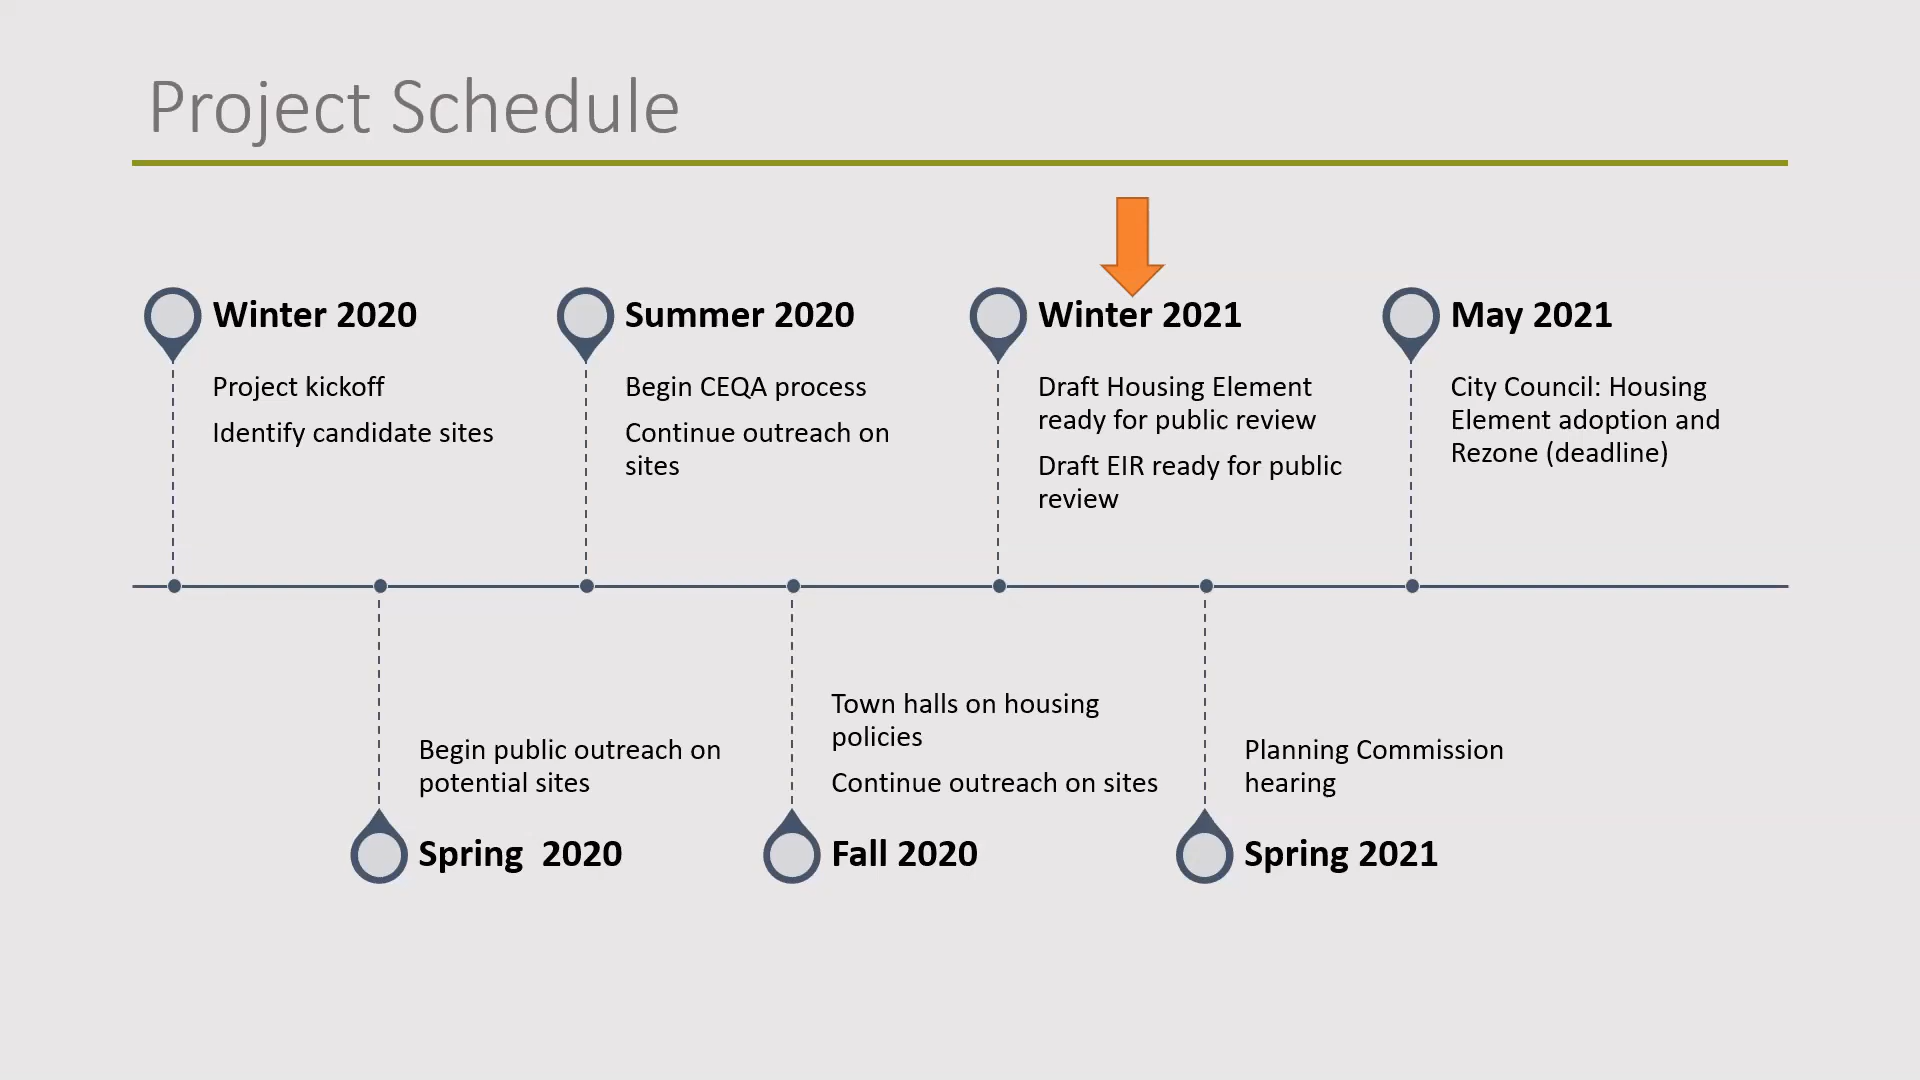 Project Schedule
Winter 2020
Project kickoff
Identify candidate sites
Summer 2020
Begin CEQA process
Continue outreach on
sites
Winter 2021
Draft Housing Element
ready for public review
Draft EIR ready for public
review
May 2021
City Council: Housing
Element adoption and
Rezone (deadline)
Begin public outreach on
potential sites
Spring  2020
Town halls on housing
policies
Continue outreach on sites
Fall 2020
Planning Commission
hearing
Spring 2021